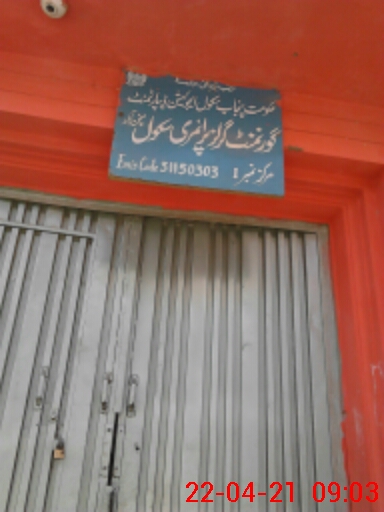 حکومت پنجاب سکول ایجوکیشن ڈیپارٹمنٹ
گورنمنٹ گرلز پرائمری سکول
مرکز نمبر 1 Emis Code 51150303
22-04-21 09:03